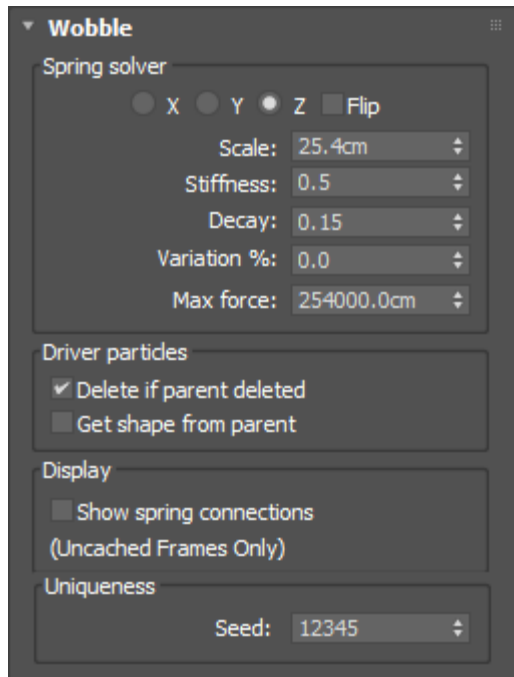 Wobble
Spring solver
X Y Z Flip
Scale: 25.4cm
Stiffness: 0.5
Decay: 0.15
Variation %: 0.0
Max force: 254000.0cm
Driver particles
Delete if parent deleted
Get shape from parent
Display
Show spring connections
(Uncached Frames Only)
Uniqueness
Seed: 12345